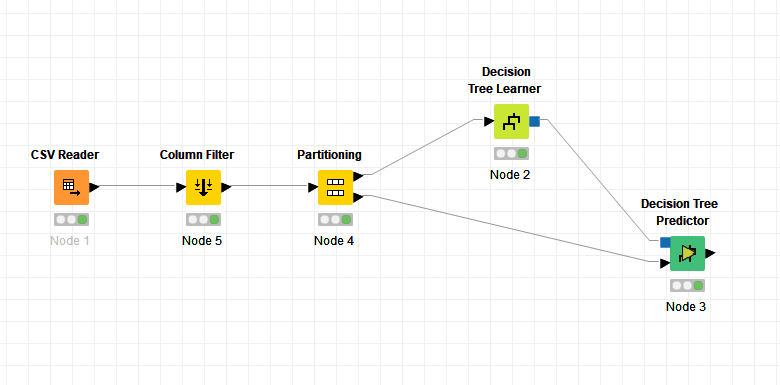 Decision
Tree Learner
Node 2
CSV Reader
Node 1
Column Filter
Node 5
Partitioning
Node 4
Decision Tree
Predictor
Node 3